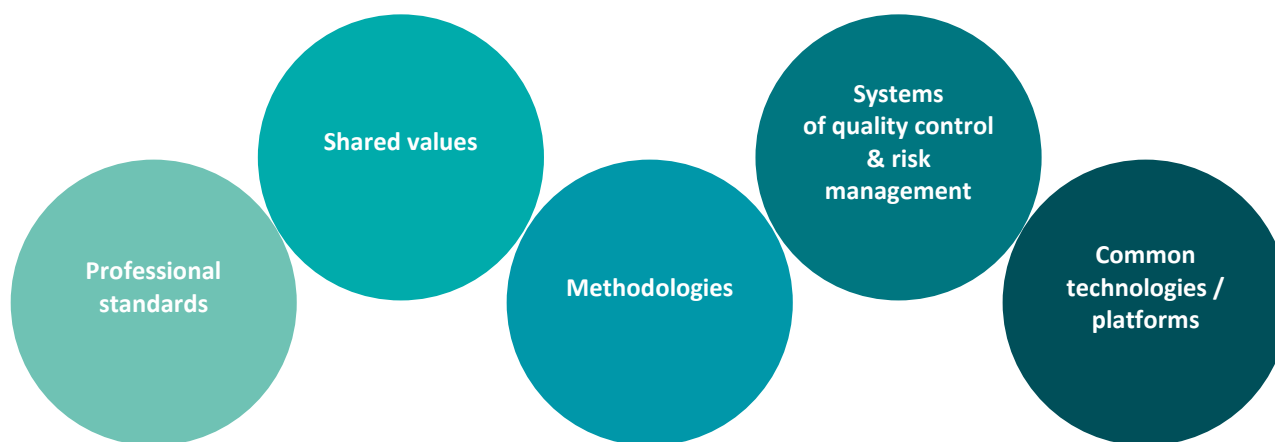 Professional
standards
Shared values
Methodologies
Systems
of quality control
& risk
management
Common
technologies /
platforms